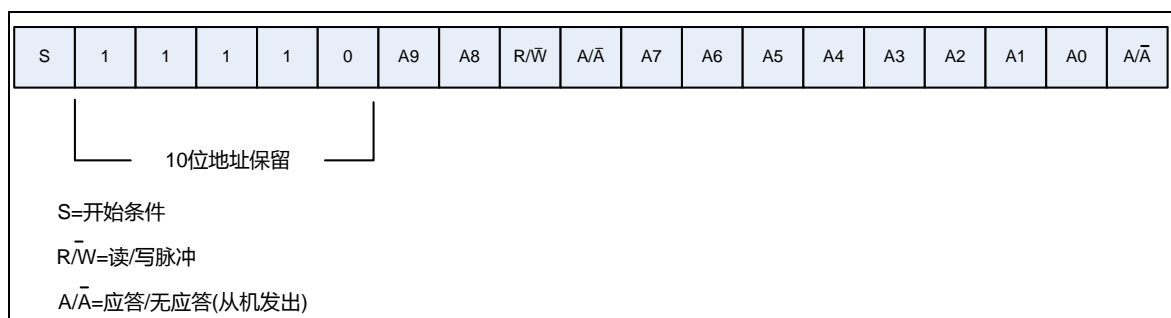 S 1 1 1 1 0 A9 A8 R/W̅ A/A̅ A7 A6 A5 A4 A3 A2 A1 A0 A/A̅
10位地址保留
S=开始条件
R/W̅=读/写脉冲
A/A̅=应答/无应答(从机发出)